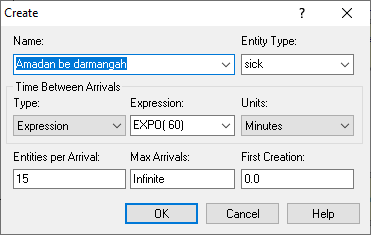 Create
Name:
Entity Type:
Amadan be darmangah
sick
Time Between Arrivals
Type:
Expression:
Units:
Expression
EXPO( 60)
Minutes
Entities per Arrival:
Max Arrivals:
First Creation:
15
Infinite
0.0
OK
Cancel
Help